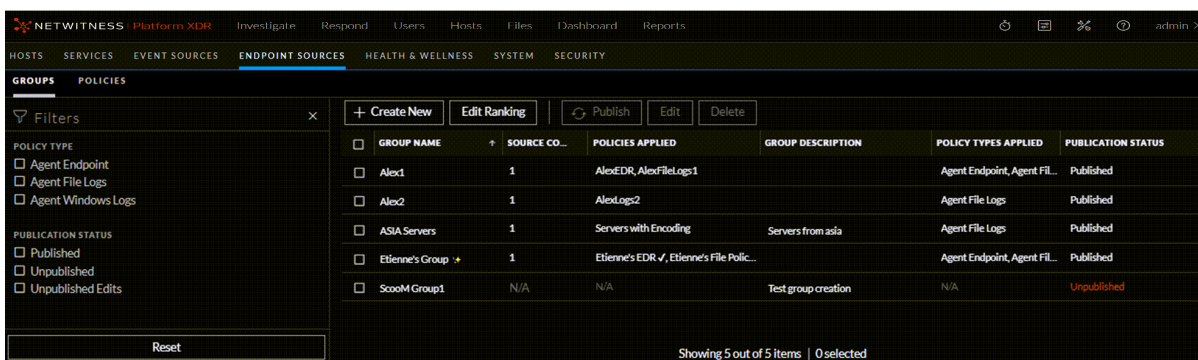 NETWITNESS Platform XDR Investigate Respond Users Hosts Files Dashboard Reports admin
HOSTS SERVICES EVENT SOURCES ENDPOINT SOURCES HEALTH & WELLNESS SYSTEM SECURITY
GROUPS POLICIES
Filters
POLICY TYPE
Agent Endpoint
Agent File Logs
Agent Windows Logs
PUBLICATION STATUS
Published
Unpublished
Unpublished Edits
Reset
Create New Edit Ranking Publish Edit Delete
GROUP NAME SOURCE CO... POLICIES APPLIED GROUP DESCRIPTION POLICY TYPES APPLIED PUBLICATION STATUS
Alex1 1 AlexEDR, AlexFileLogs1 Agent Endpoint, Agent Fil... Published
Alex2 1 AlexLogs2 Agent File Logs Published
ASIA Servers 1 Servers with Encoding Servers from asia Agent File Logs Published
Etienne's Group ✨ 1 Etienne's EDR ✓, Etienne's File Polic... Agent Endpoint, Agent Fil... Published
ScooM Group1 N/A N/A Test group creation N/A Unpublished
Showing 5 out of 5 items | 0 selected